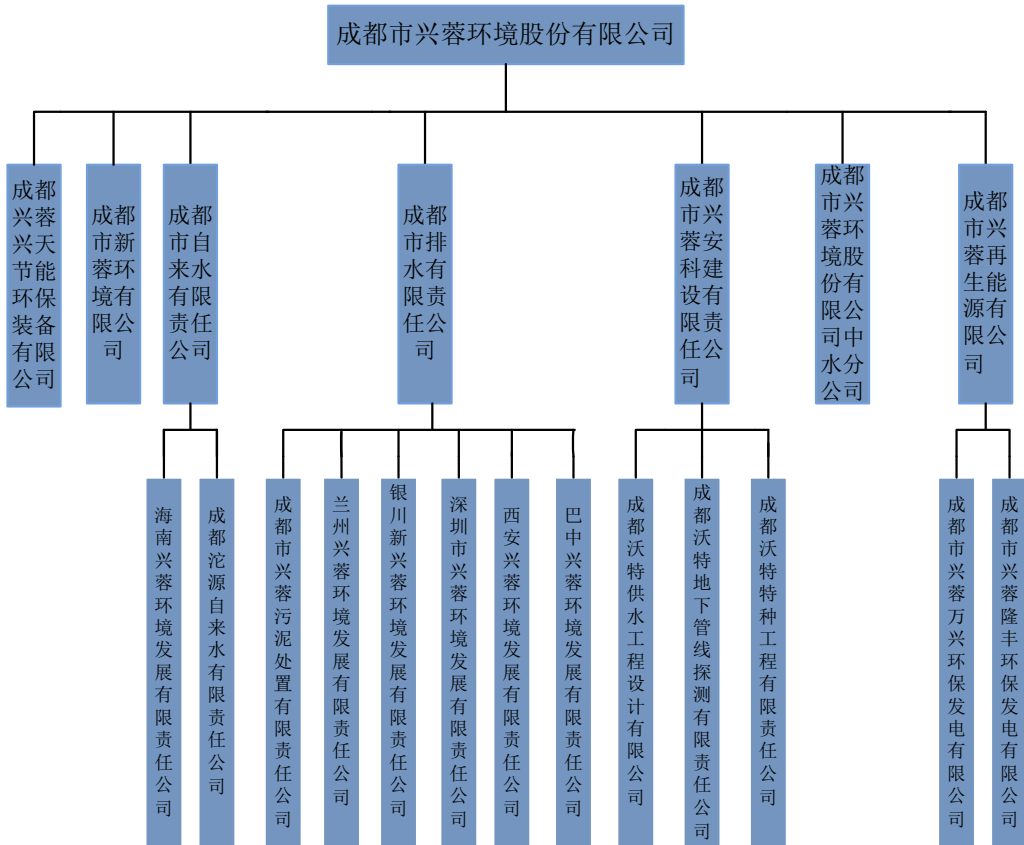 成都市兴蓉环境股份有限公司
成都兴蓉兴天节能环保装备有限公司
成都市新蓉环境有限公司
成都市自来水有限责任公司
成都市排水有限责任公司
成都市兴蓉安科建设有限责任公司
成都市兴蓉环境股份有限公司中水分公司
成都市兴蓉再生能源有限公司
海南兴蓉环境发展有限责任公司
成都沱源自来水有限责任公司
成都市兴蓉污泥处置有限责任公司
兰州兴蓉环境发展有限责任公司
银川新兴蓉环境发展有限责任公司
深圳市兴蓉环境发展有限责任公司
西安兴蓉环境发展有限责任公司
巴中兴蓉环境发展有限责任公司
成都沃特供水工程设计有限公司
成都沃特地下管线探测有限责任公司
成都沃特特种工程有限责任公司
成都市兴蓉万兴环保发电有限公司
成都市兴蓉隆丰环保发电有限公司